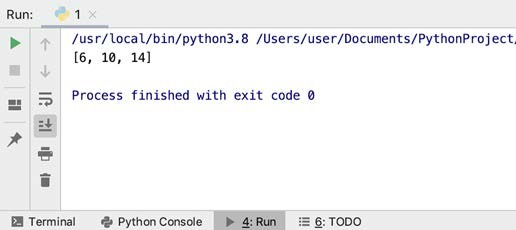 Run:
1
/usr/local/bin/python3.8 /Users/user/Documents/PythonProject/
[6, 10, 14]
Process finished with exit code 0
Terminal
Python Console
4: Run
6: TODO